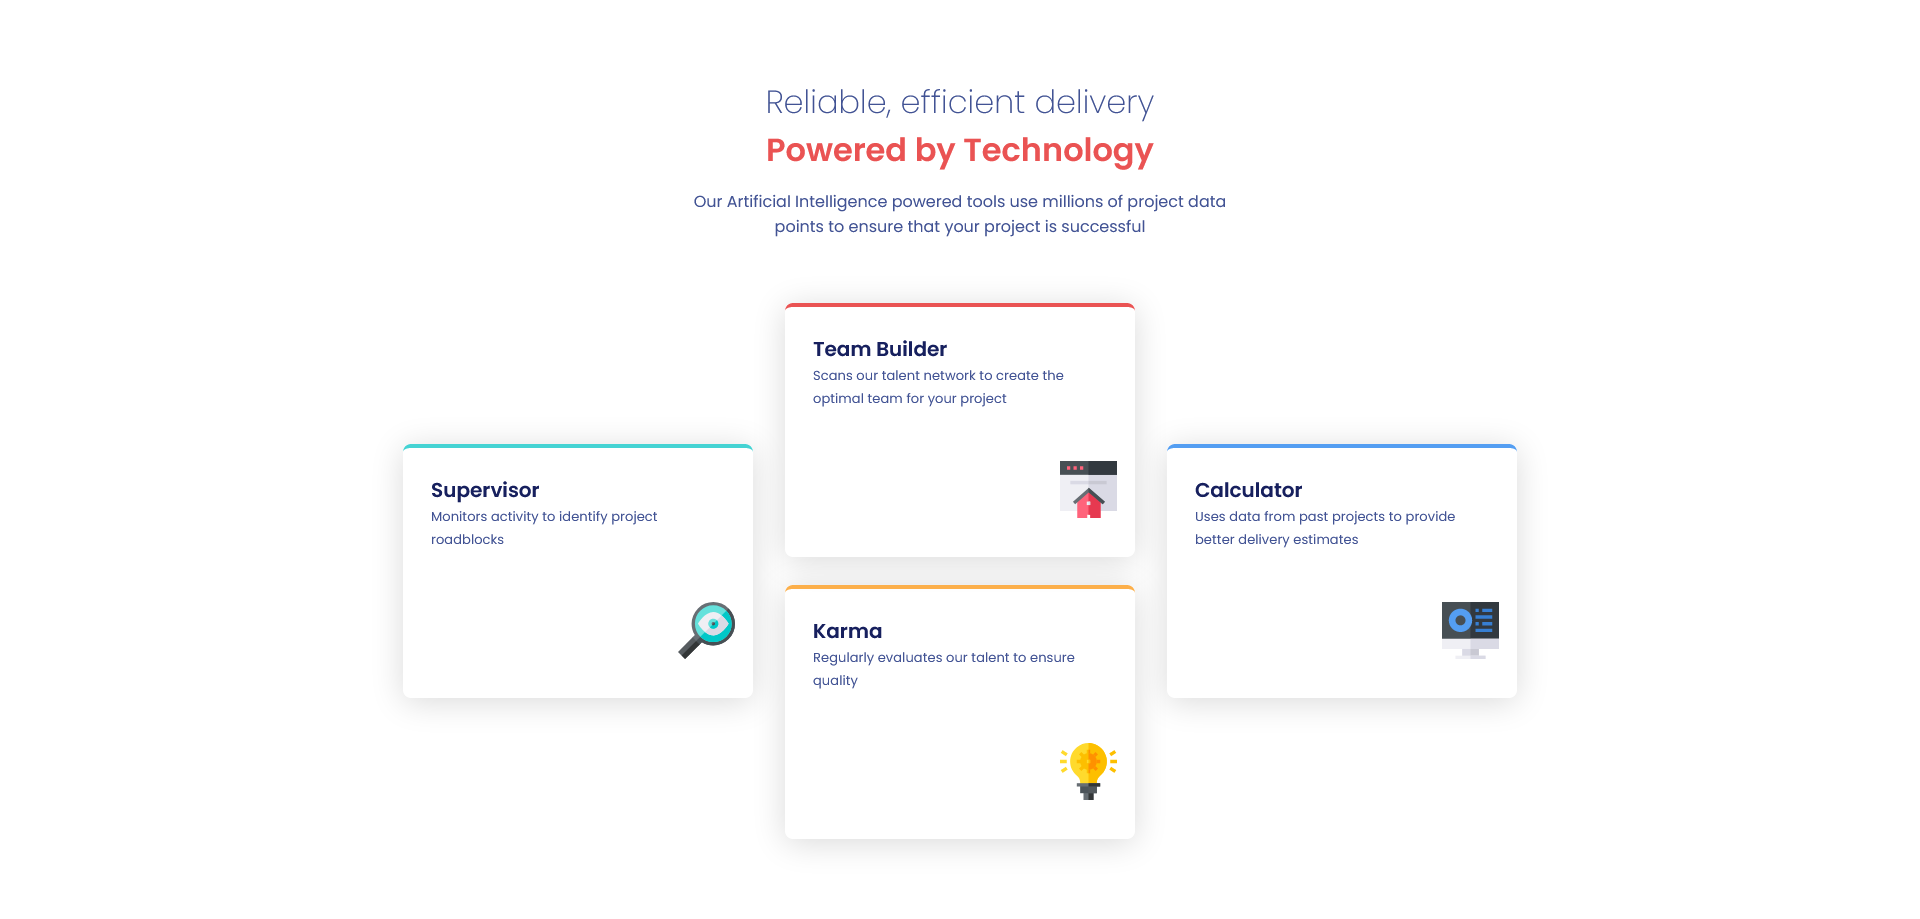 Reliable, efficient delivery
Powered by Technology
Our Artificial Intelligence powered tools use millions of project data
points to ensure that your project is successful
Team Builder
Scans our talent network to create the
optimal team for your project
Supervisor
Monitors activity to identify project
roadblocks
Calculator
Uses data from past projects to provide
better delivery estimates
Karma
Regularly evaluates our talent to ensure
quality